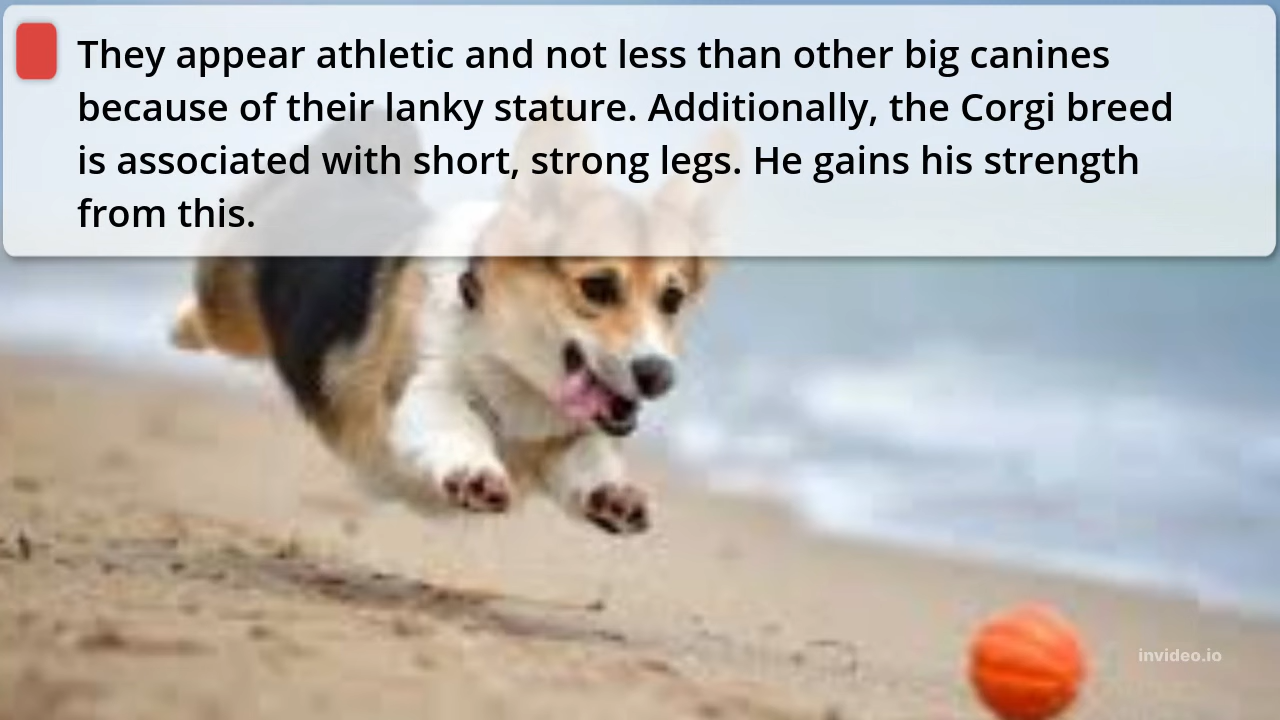 They appear athletic and not less than other big canines
because of their lanky stature. Additionally, the Corgi breed
is associated with short, strong legs. He gains his strength
from this.
invideo.io